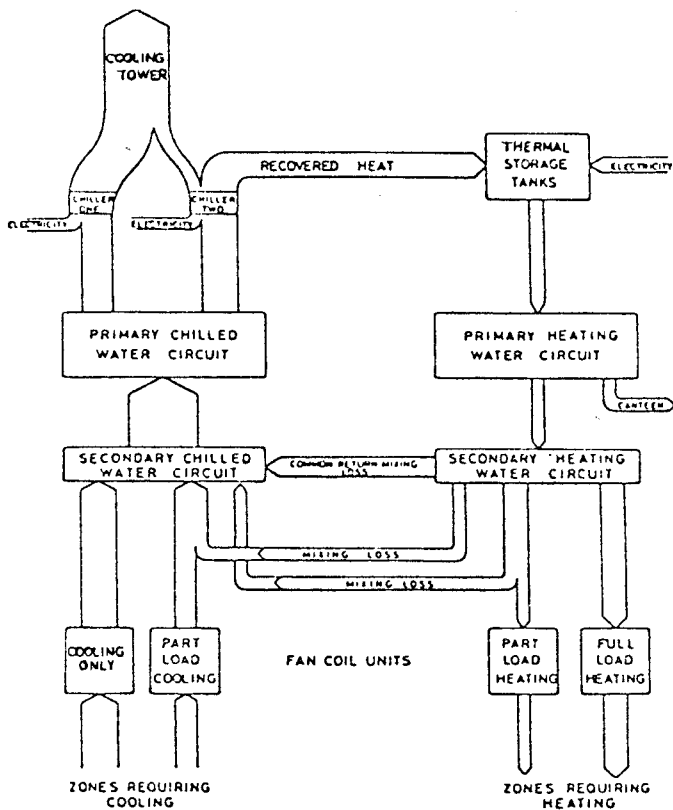 COOLING
TOWER
CHILLER
ONE
CHILLER
TWO
ELECTRICITY
ELECTRICITY
RECOVERED HEAT
THERMAL
STORAGE
TANKS
ELECTRICITY
PRIMARY CHILLED
WATER CIRCUIT
PRIMARY HEATING
WATER CIRCUIT
CANTEEN
SECONDARY CHILLED
WATER CIRCUIT
COMMON RETURN MIXING
LOSS
SECONDARY HEATING
WATER CIRCUIT
MIXING LOSS
MIXING LOSS
COOLING
ONLY
PART
LOAD
COOLING
FAN COIL UNITS
PART
LOAD
HEATING
FULL
LOAD
HEATING
ZONES REQUIRING
COOLING
ZONES REQUIRING
HEATING